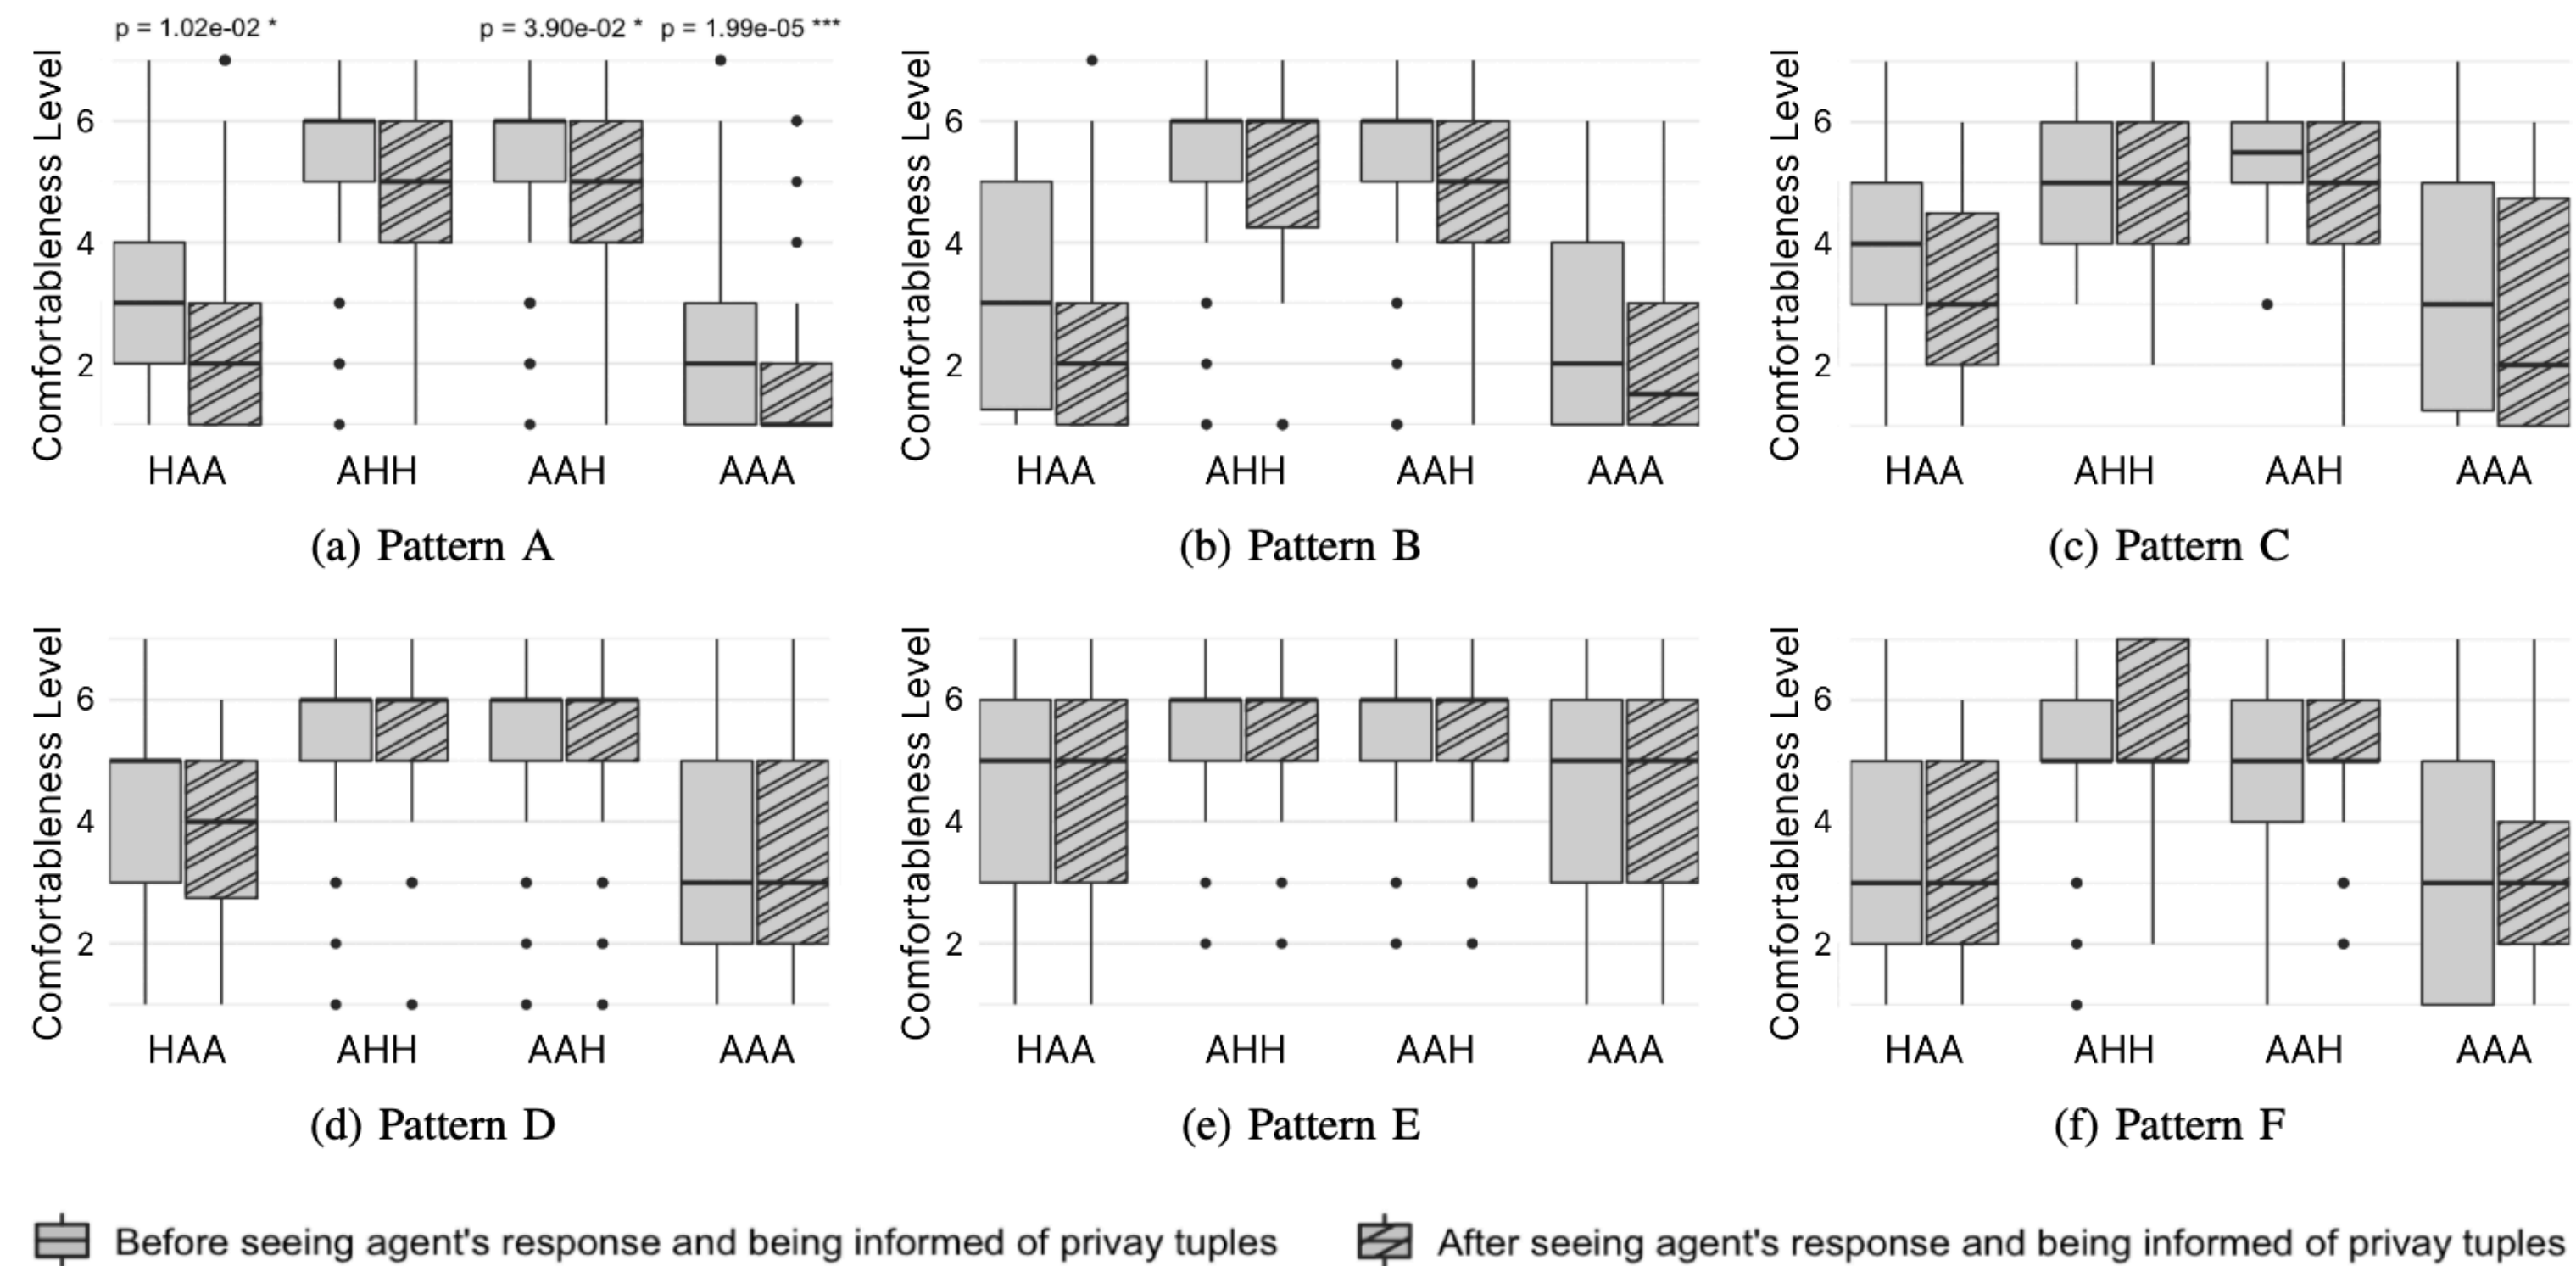 p = 1.02e-02 * p = 3.90e-02 * p = 1.99e-05 ***
Comfortableness Level
6
4
2
HAA AHH AAH AAA
(a) Pattern A
Comfortableness Level
6
4
2
HAA AHH AAH AAA
(b) Pattern B
Comfortableness Level
6
4
2
HAA AHH AAH AAA
(c) Pattern C
Comfortableness Level
6
4
2
HAA AHH AAH AAA
(d) Pattern D
Comfortableness Level
6
4
2
HAA AHH AAH AAA
(e) Pattern E
Comfortableness Level
6
4
2
HAA AHH AAH AAA
(f) Pattern F
Before seeing agent's response and being informed of privay tuples
After seeing agent's response and being informed of privay tuples